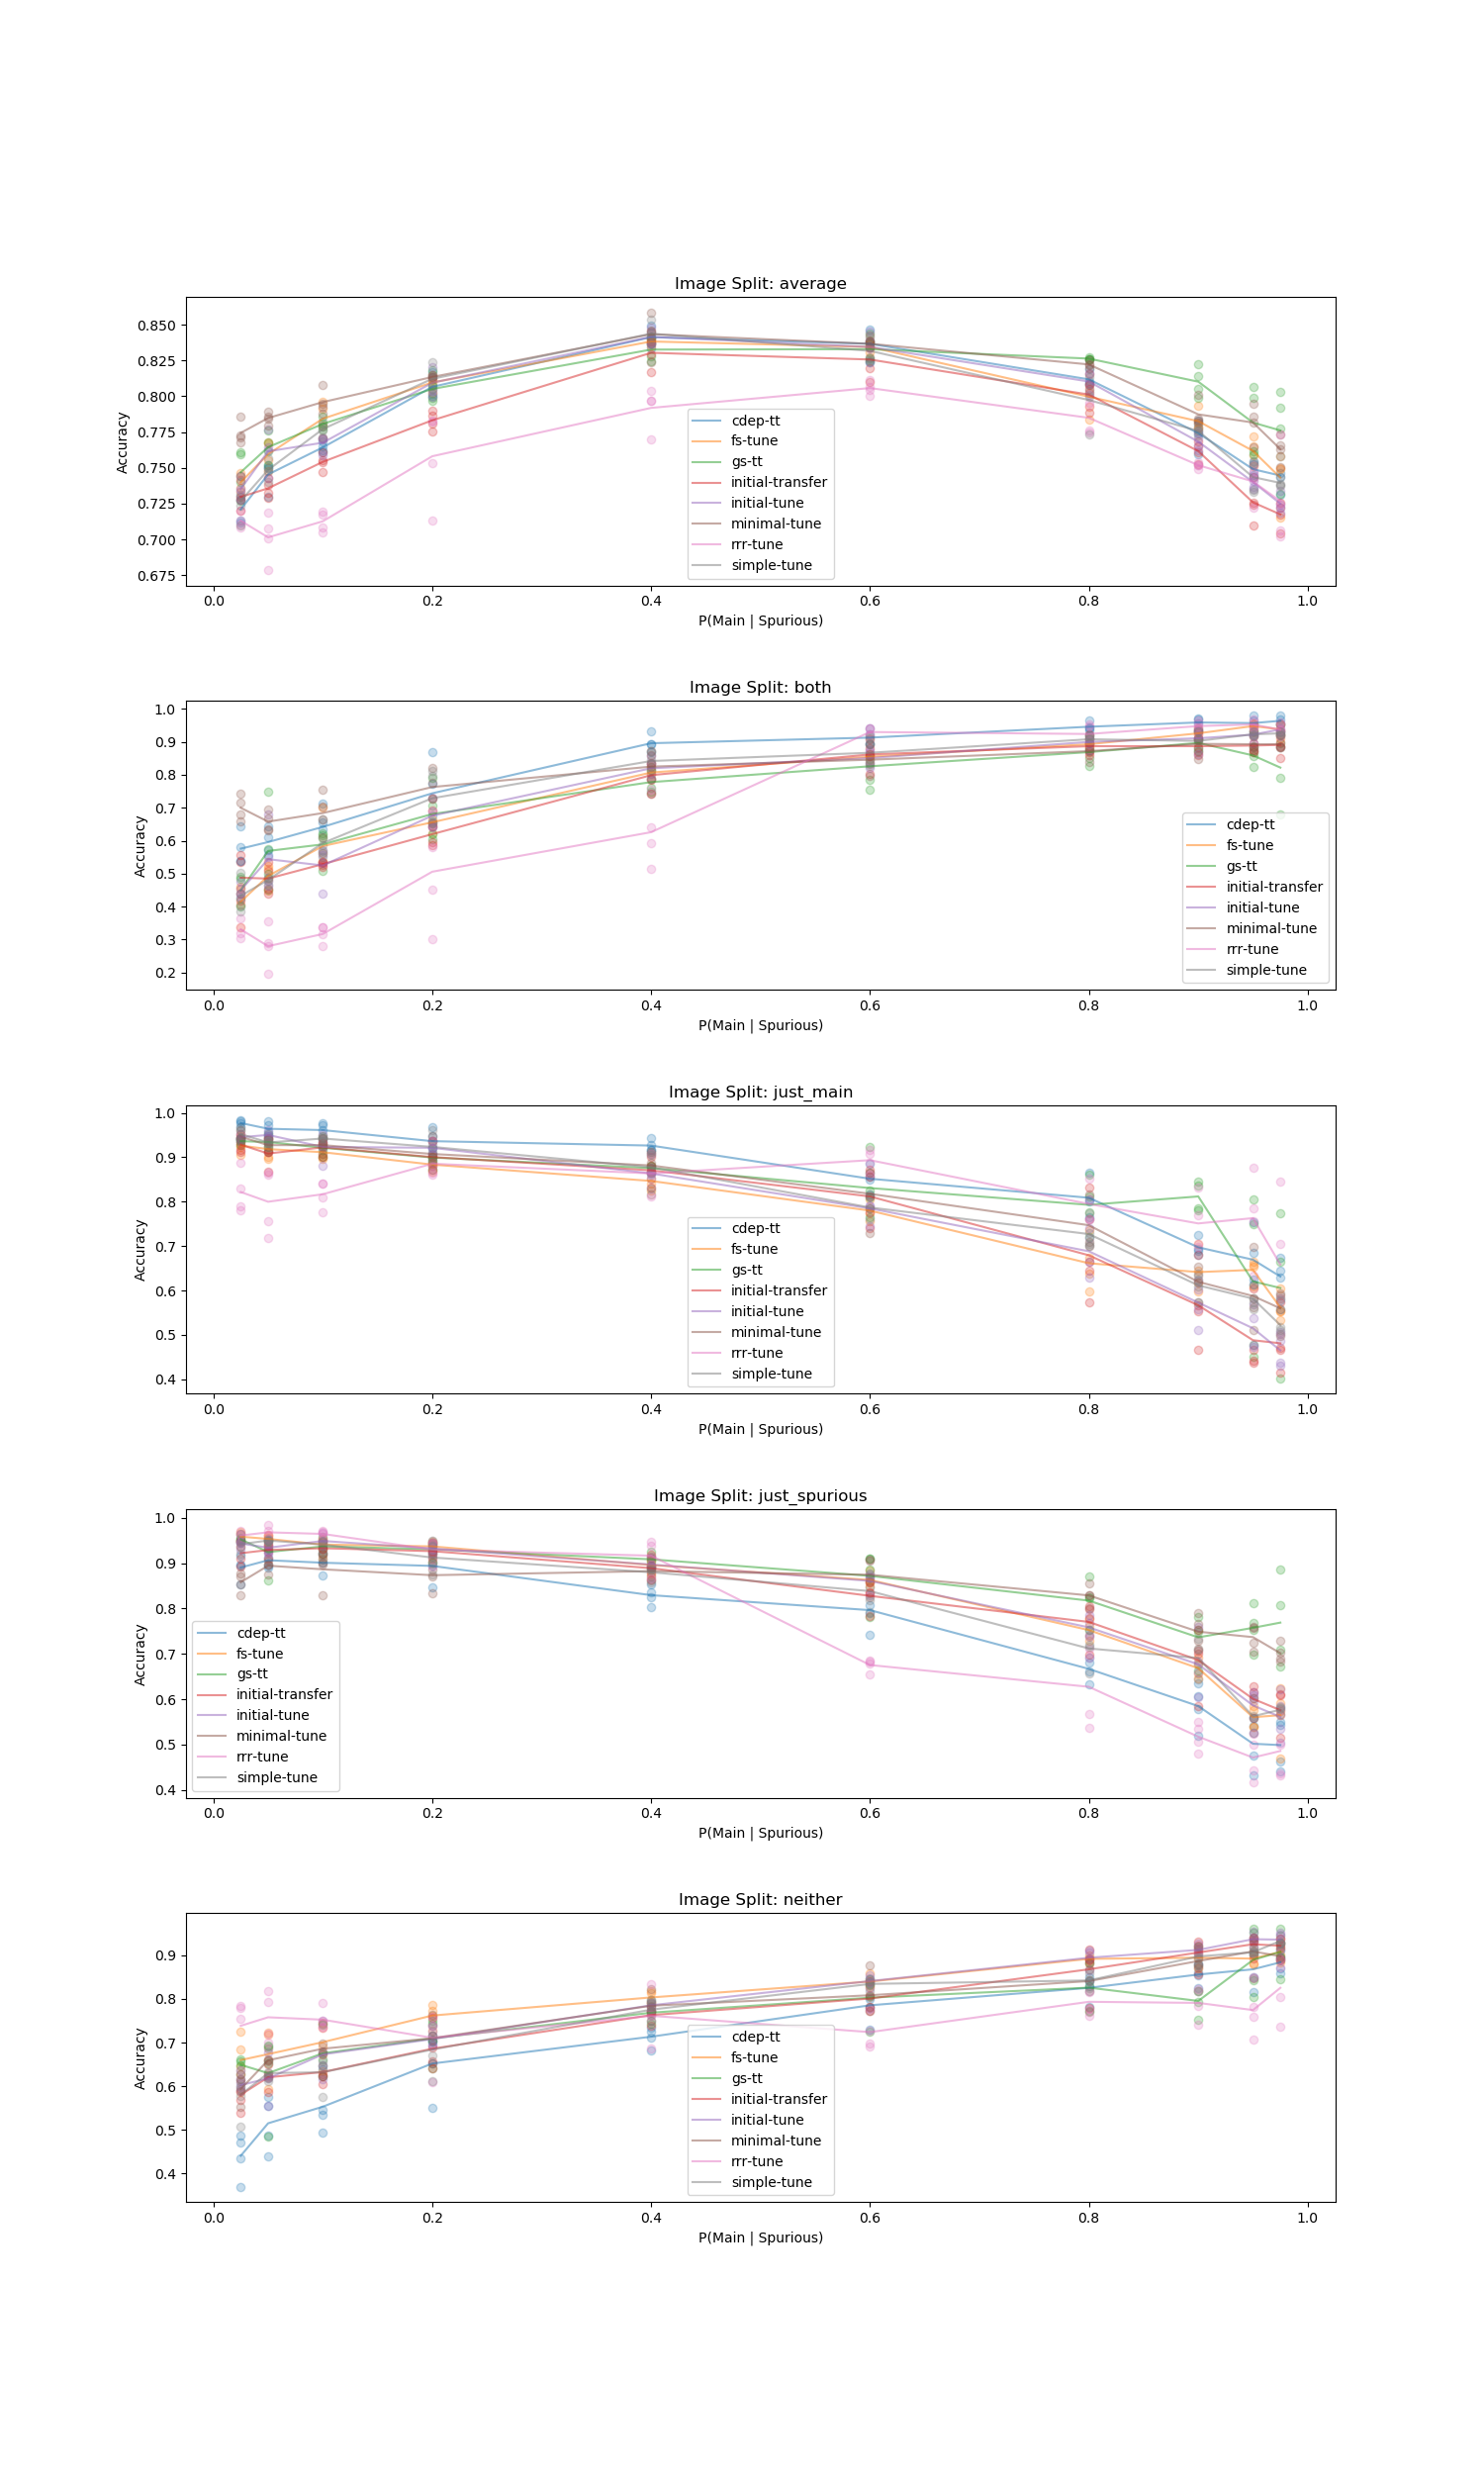 Image Split: average
0.850
0.825
0.800
0.775
0.750
0.725
0.700
0.675
Accuracy
cdep-tt
fs-tune
gs-tt
initial-transfer
initial-tune
minimal-tune
rrr-tune
simple-tune
0.0 0.2 0.4 0.6 0.8 1.0
P(Main | Spurious)
Image Split: both
1.0
0.9
0.8
0.7
0.6
0.5
0.4
0.3
0.2
Accuracy
cdep-tt
fs-tune
gs-tt
initial-transfer
initial-tune
minimal-tune
rrr-tune
simple-tune
0.0 0.2 0.4 0.6 0.8 1.0
P(Main | Spurious)
Image Split: just_main
1.0
0.9
0.8
0.7
0.6
0.5
0.4
Accuracy
cdep-tt
fs-tune
gs-tt
initial-transfer
initial-tune
minimal-tune
rrr-tune
simple-tune
0.0 0.2 0.4 0.6 0.8 1.0
P(Main | Spurious)
Image Split: just_spurious
1.0
0.9
0.8
0.7
0.6
0.5
0.4
Accuracy
cdep-tt
fs-tune
gs-tt
initial-transfer
initial-tune
minimal-tune
rrr-tune
simple-tune
0.0 0.2 0.4 0.6 0.8 1.0
P(Main | Spurious)
Image Split: neither
0.9
0.8
0.7
0.6
0.5
0.4
Accuracy
cdep-tt
fs-tune
gs-tt
initial-transfer
initial-tune
minimal-tune
rrr-tune
simple-tune
0.0 0.2 0.4 0.6 0.8 1.0
P(Main | Spurious)